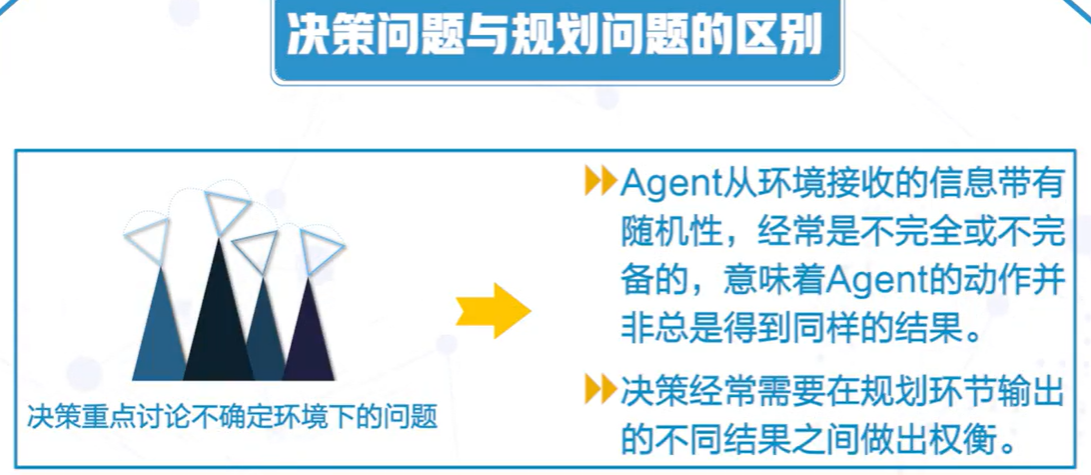 决策问题与规划问题的区别
决策重点讨论不确定环境下的问题
Agent从环境接收的信息带有
随机性，经常是不完全或不完
备的，意味着Agent的动作并
非总是得到同样的结果。
决策经常需要在规划环节输出
的不同结果之间做出权衡。